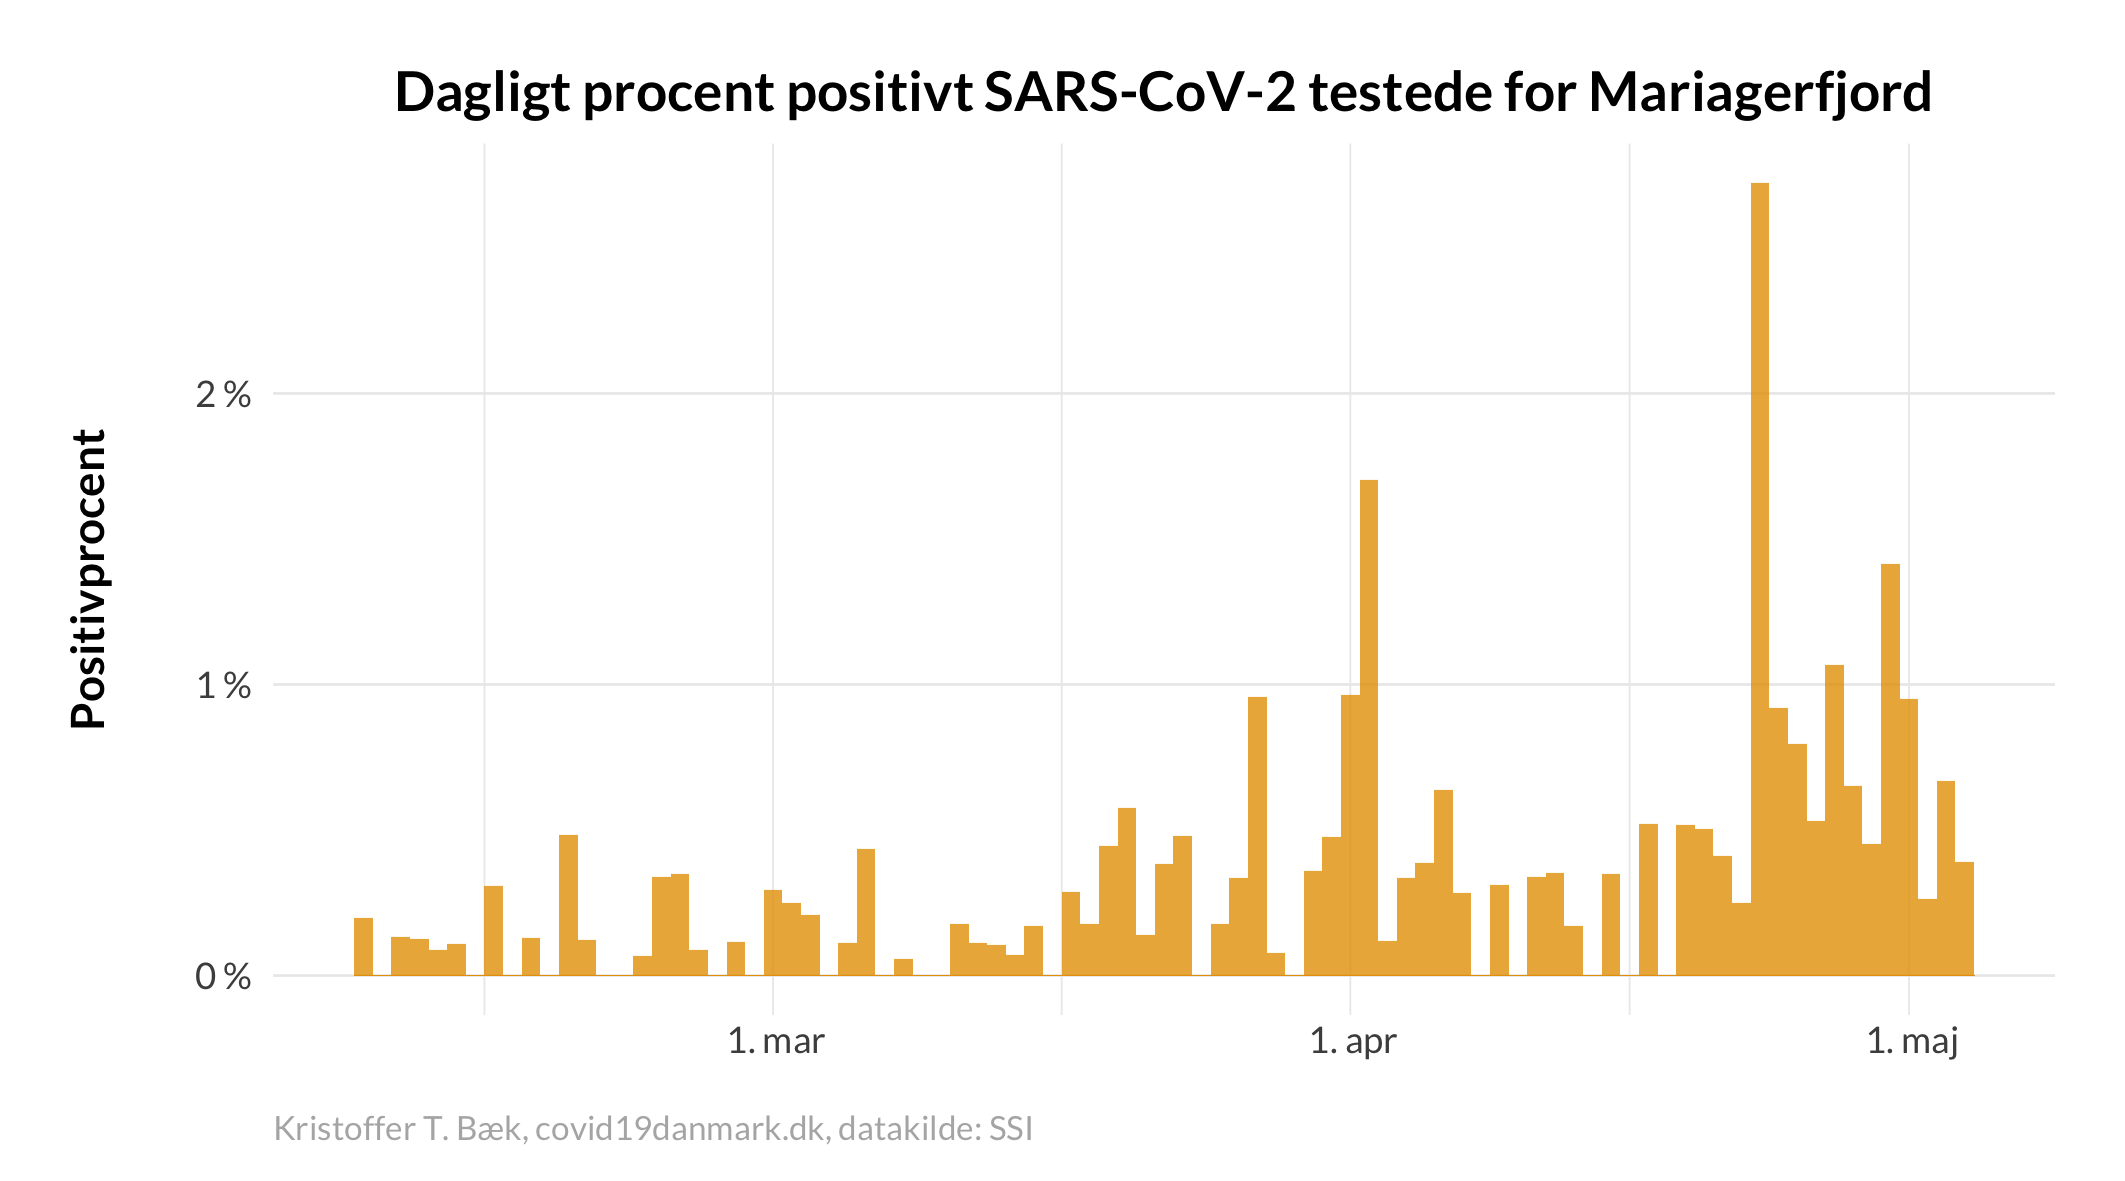 Dagligt procent positivt SARS-CoV-2 testede for Mariagerfjord
Positivprocent
2 %
1 %
0 %
1. mar
1. apr
1. maj
Kristoffer T. Bæk, covid19danmark.dk, datakilde: SSI